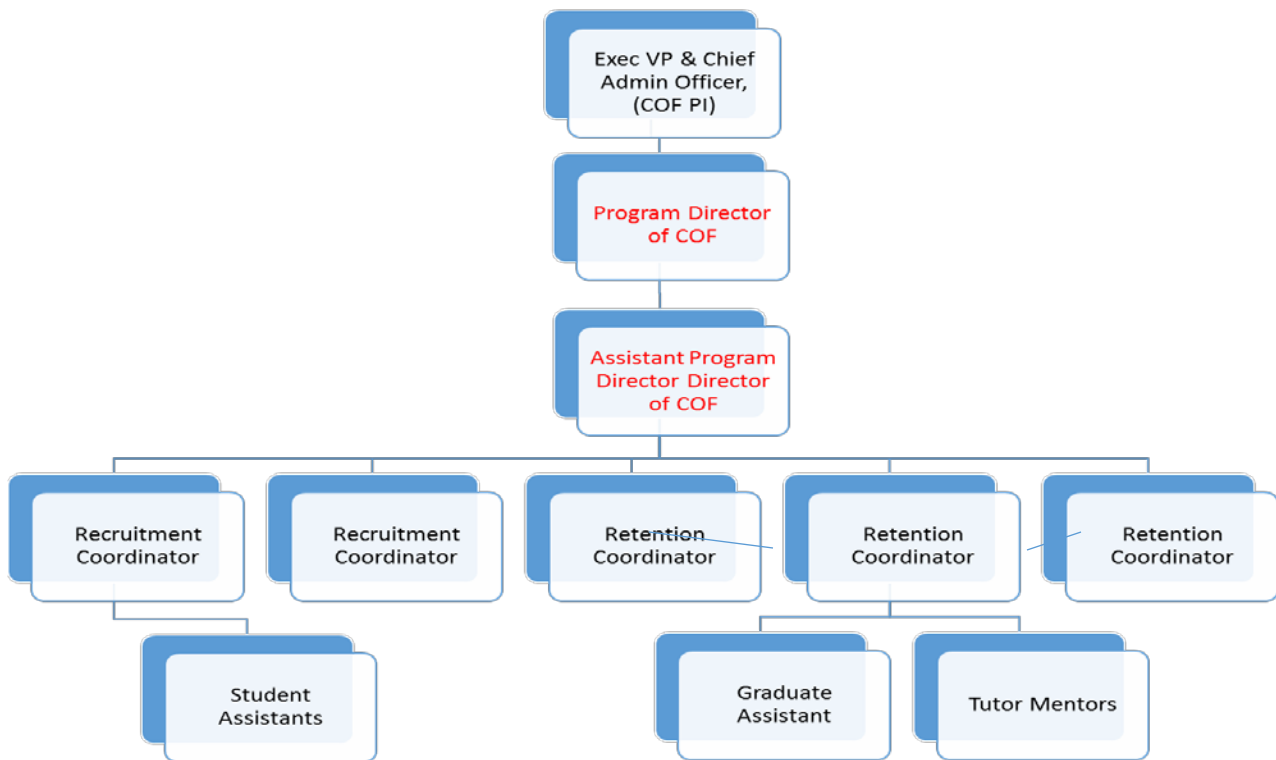 Exec VP & Chief
Admin Officer,
(COF PI)
Program Director
of COF
Assistant Program
Director Director
of COF
Recruitment
Coordinator
Recruitment
Coordinator
Retention
Coordinator
Retention
Coordinator
Retention
Coordinator
Student
Assistants
Graduate
Assistant
Tutor Mentors